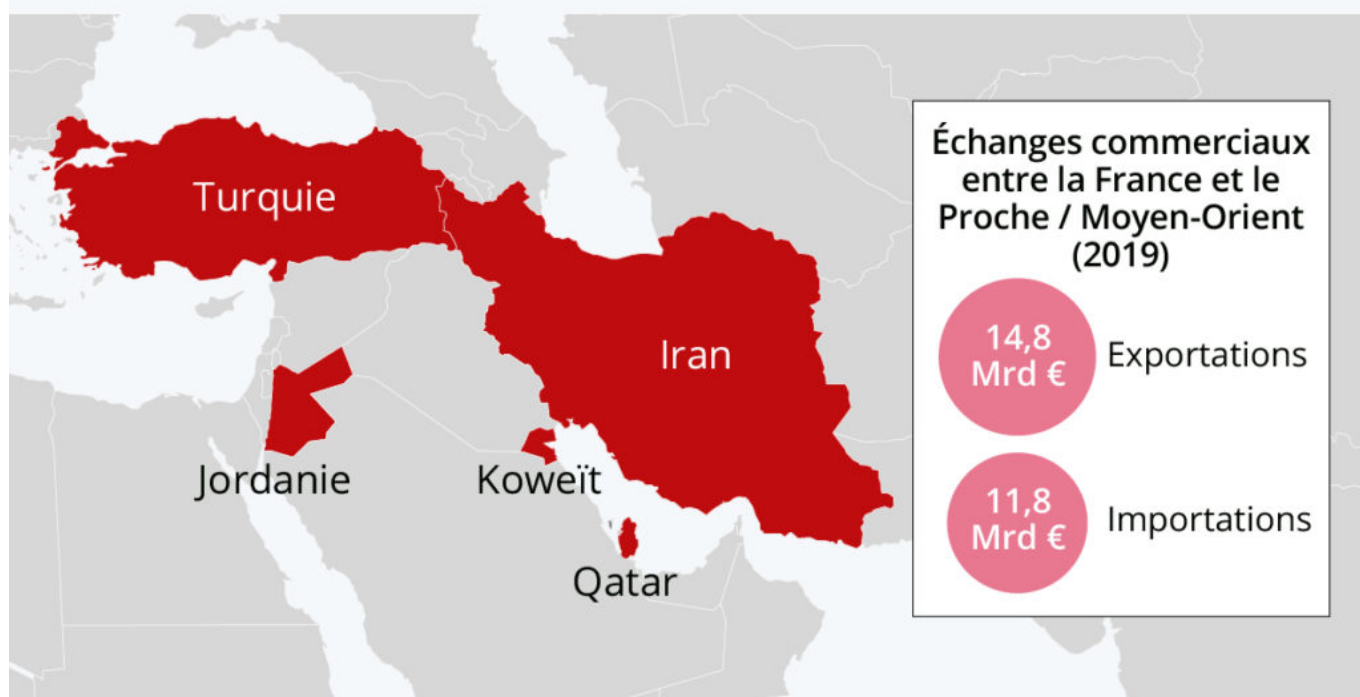 Turquie
Iran
Jordanie
Koweït
Qatar
Échanges commerciaux
entre la France et le
Proche / Moyen-Orient
(2019)
14,8
Mrd €
Exportations
11,8
Mrd €
Importations